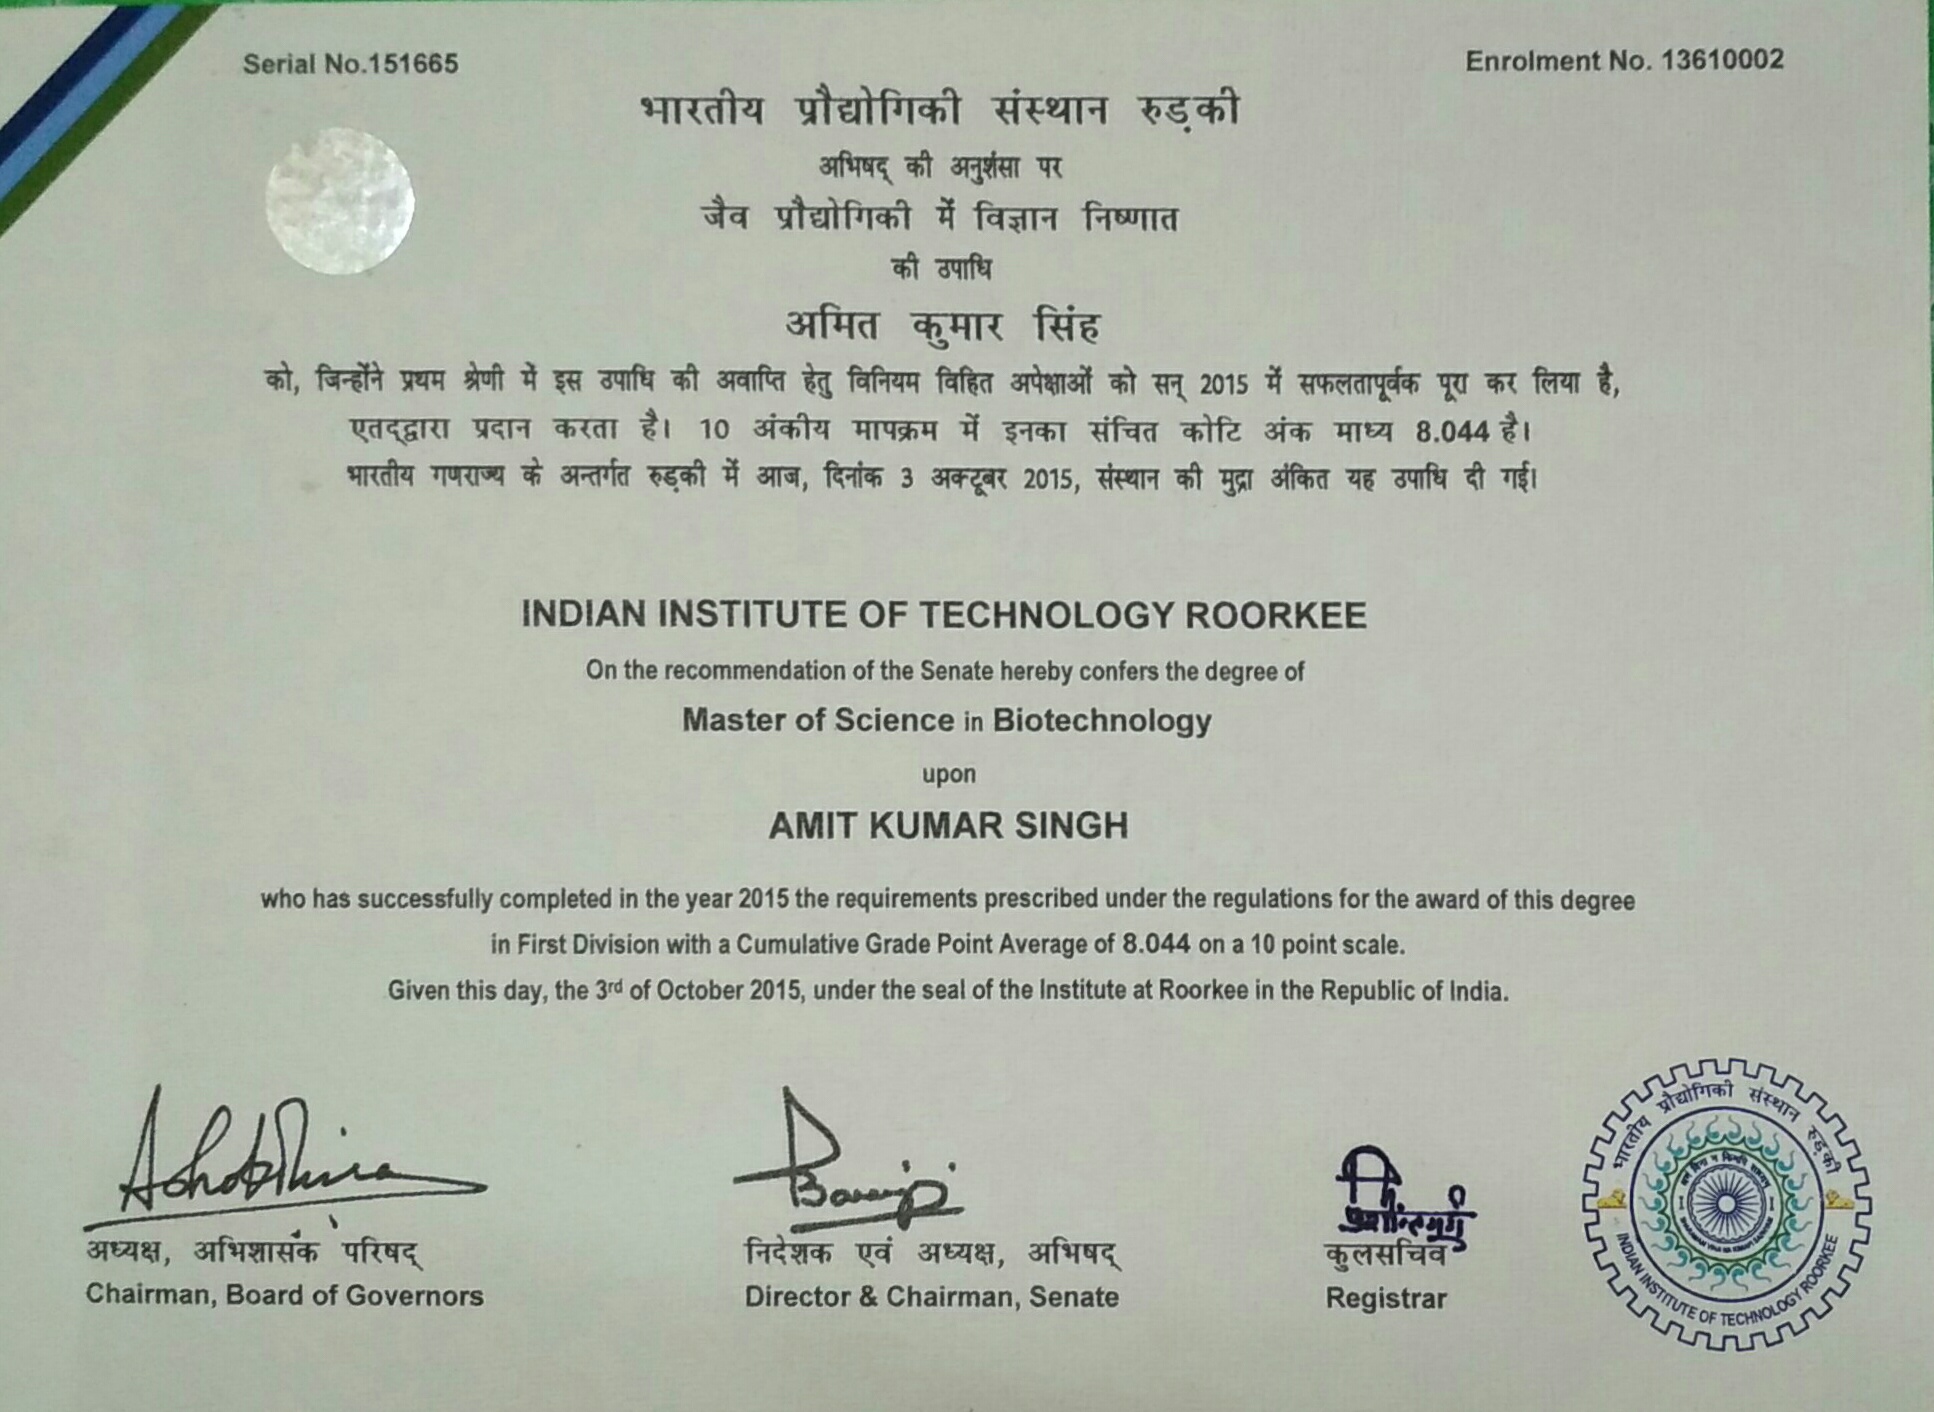 Serial No.151665
Enrolment No. 13610002
भारतीय प्रौद्योगिकी संस्थान रुड़की
अभिषद् की अनुशंसा पर
जैव प्रौद्योगिकी में विज्ञान निष्णात
की उपाधि
अमित कुमार सिंह
को, जिन्होंने प्रथम श्रेणी में इस उपाधि की अवाप्ति हेतु विनियम विहित अपेक्षाओं को सन् 2015 में सफलतापूर्वक पूरा कर लिया है,
एतद्द्वारा प्रदान करता है। 10 अंकीय मापक्रम में इनका संचित कोटि अंक माध्य 8.044 है।
भारतीय गणराज्य के अन्तर्गत रुड़की में आज, दिनांक 3 अक्टूबर 2015, संस्थान की मुद्रा अंकित यह उपाधि दी गई।
INDIAN INSTITUTE OF TECHNOLOGY ROORKEE
On the recommendation of the Senate hereby confers the degree of
Master of Science in Biotechnology
upon
AMIT KUMAR SINGH
who has successfully completed in the year 2015 the requirements prescribed under the regulations for the award of this degree
in First Division with a Cumulative Grade Point Average of 8.044 on a 10 point scale.
Given this day, the 3rd of October 2015, under the seal of the Institute at Roorkee in the Republic of India.
अध्यक्ष, अभिशासक परिषद्
Chairman, Board of Governors
निदेशक एवं अध्यक्ष, अभिषद्
Director & Chairman, Senate
कुलसचिव
Registrar
भारतीय प्रौद्योगिकी संस्थान रुड़की
INDIAN INSTITUTE OF TECHNOLOGY ROORKEE